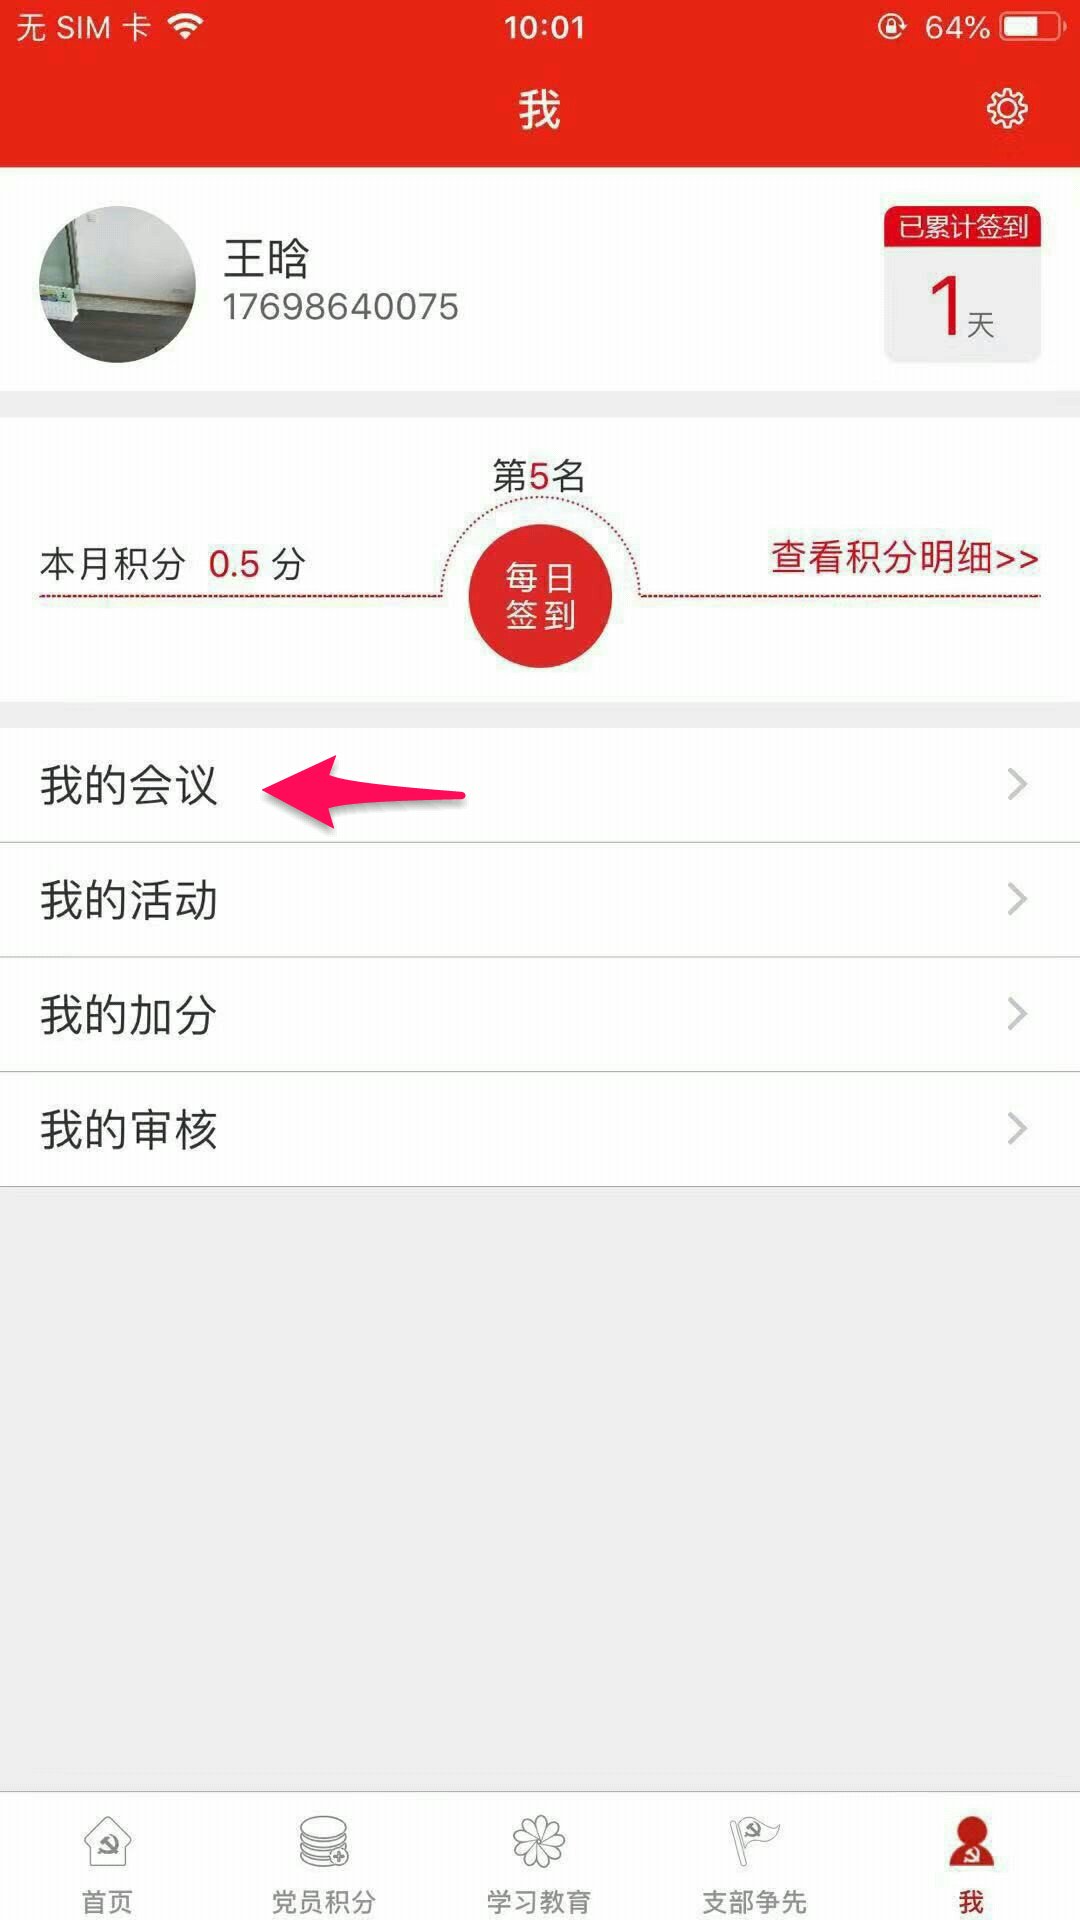 无 SIM 卡 10:01 64%
我
已累计签到
王晗
17698640075
1天
第5名
本月积分 0.5 分
每日
签到
查看积分明细>>
我的会议
我的活动
我的加分
我的审核
首页 党员积分 学习教育 支部争先 我